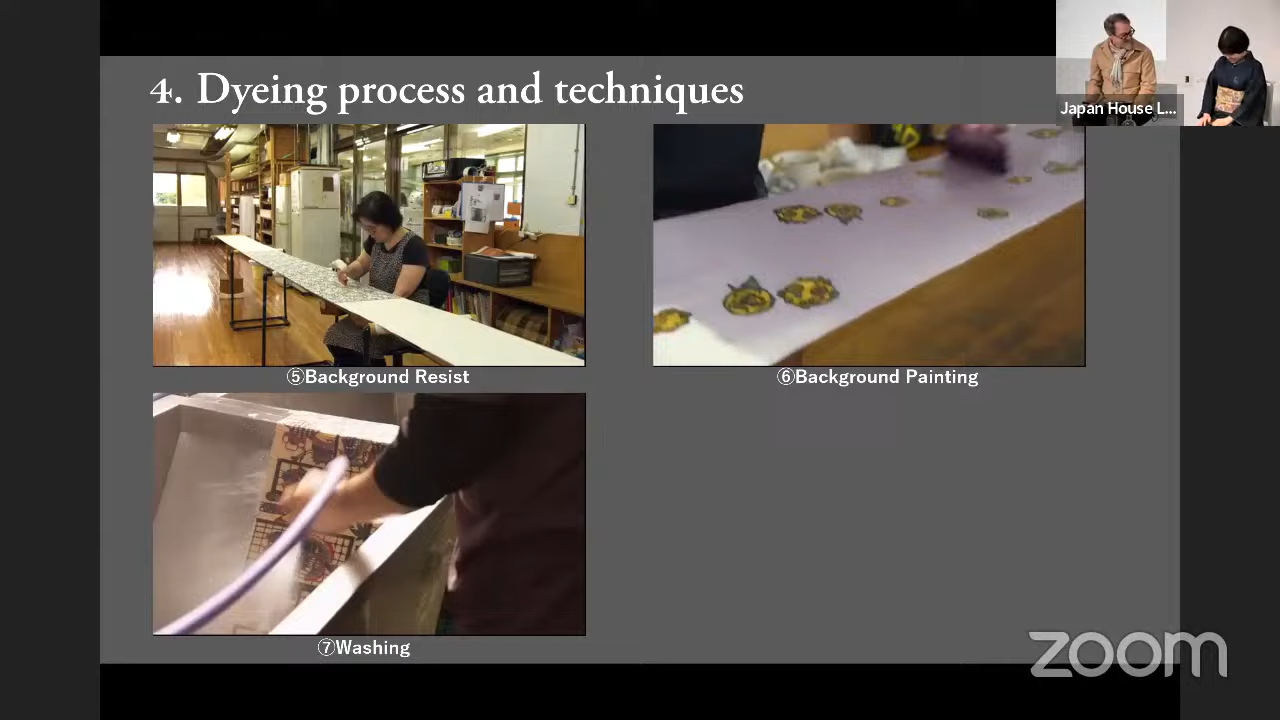 4. Dyeing process and techniques
Japan House L...
⑤Background Resist
⑥Background Painting
⑦Washing
zoom